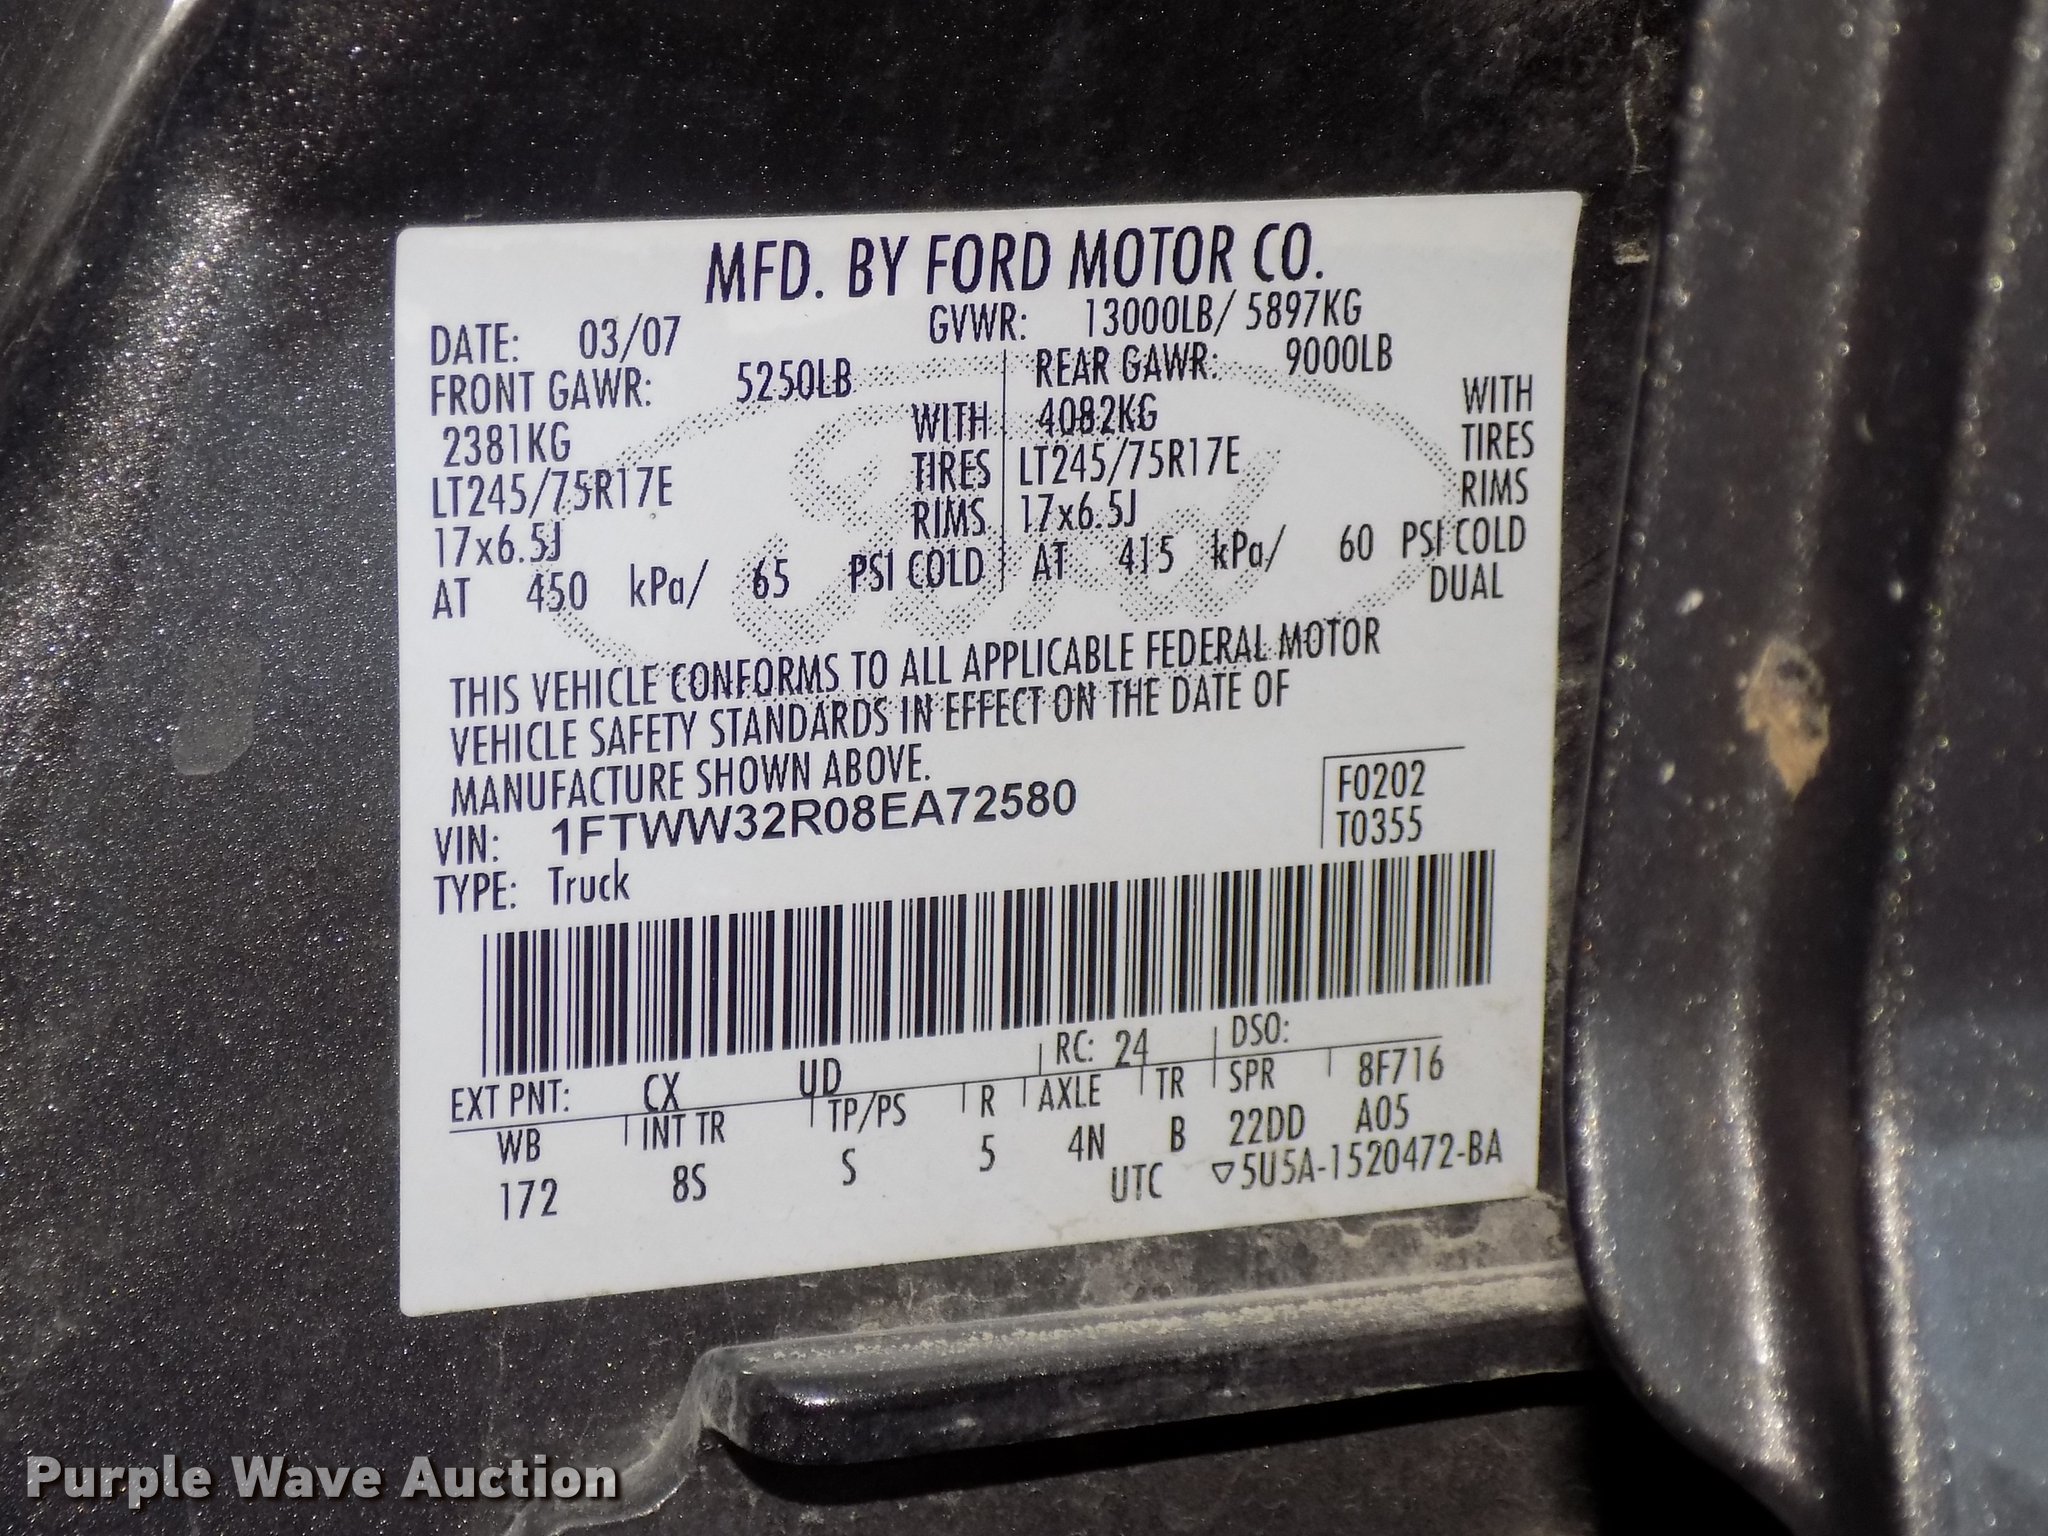 MFD. BY FORD MOTOR CO.
DATE: 03/07 GVWR: 13000LB/ 5897KG
FRONT GAWR: 5250LB REAR GAWR: 9000LB
2381KG WITH 4082KG WITH
LT245/75R17E TIRES LT245/75R17E TIRES
17x6.5J RIMS 17x6.5J RIMS
AT 450 kPa/ 65 PSI COLD AT 415 kPa/ 60 PSI COLD
DUAL
THIS VEHICLE CONFORMS TO ALL APPLICABLE FEDERAL MOTOR
VEHICLE SAFETY STANDARDS IN EFFECT ON THE DATE OF
MANUFACTURE SHOWN ABOVE.
VIN: 1FTWW32R08EA72580 F0202
TYPE: Truck T0355
EXT PNT: CX UD RC: 24 DSO:
WB INT TR TP/PS R AXLE TR SPR 8F716
172 8S S 5 4N B 22DD A05
UTC ▽5U5A-1520472-BA
Purple Wave Auction